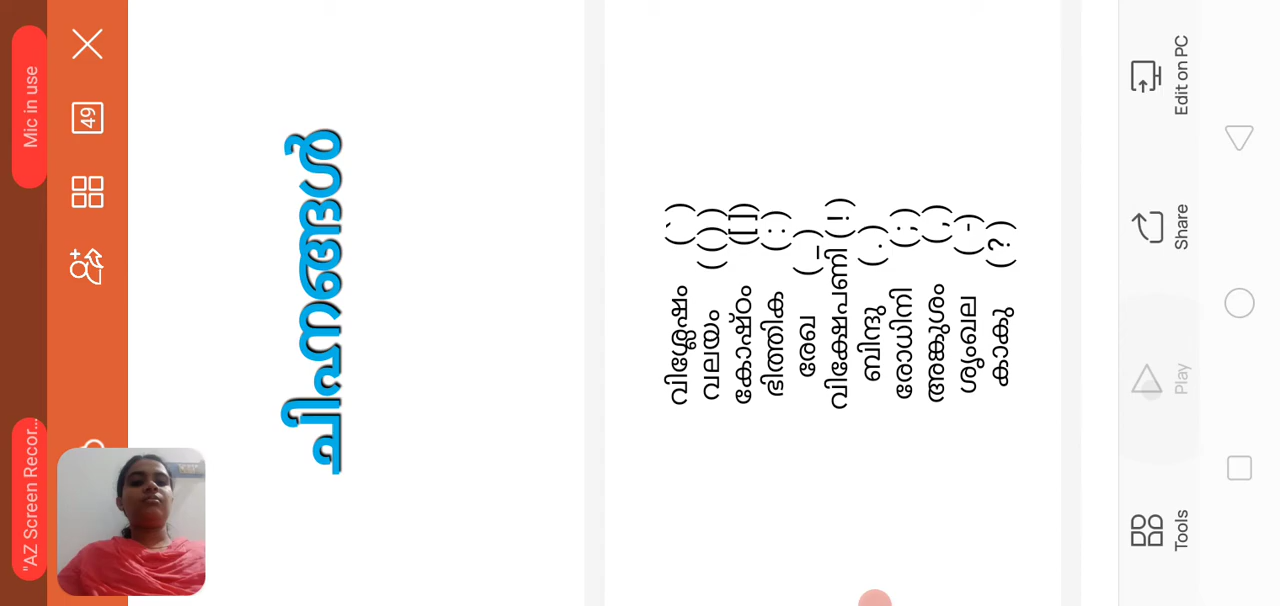 "AZ Screen Recor...
Mic in use
49
ചിഹ്നങ്ങൾ
വിശ്ലേഷം (`)
വലയം (())
കോഷ്ഠം ([ ])
ഭിത്തിക (:)
രേഖ (_)
വിക്ഷേപണി (!)
ബിന്ദു (.)
രോധിനി (;)
അങ്കുശം (,)
ശൃംഖല (-)
കാകു (?)
Tools
Play
Share
Edit on PC